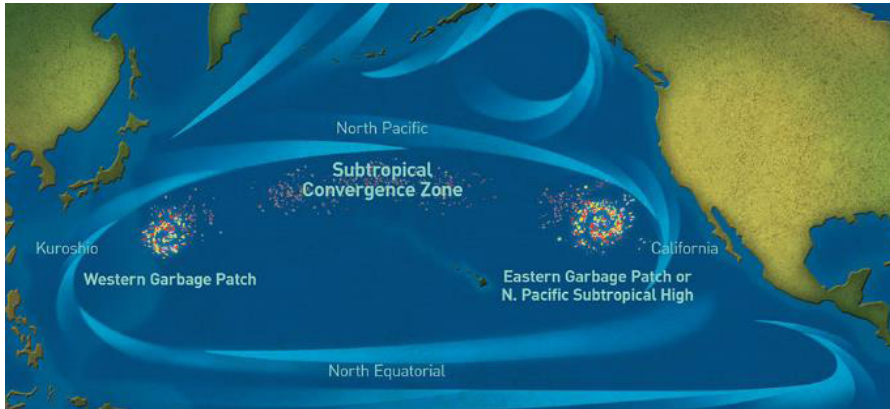 North Pacific
Subtropical
Convergence Zone
Kuroshio
California
Western Garbage Patch
Eastern Garbage Patch or
N. Pacific Subtropical High
North Equatorial